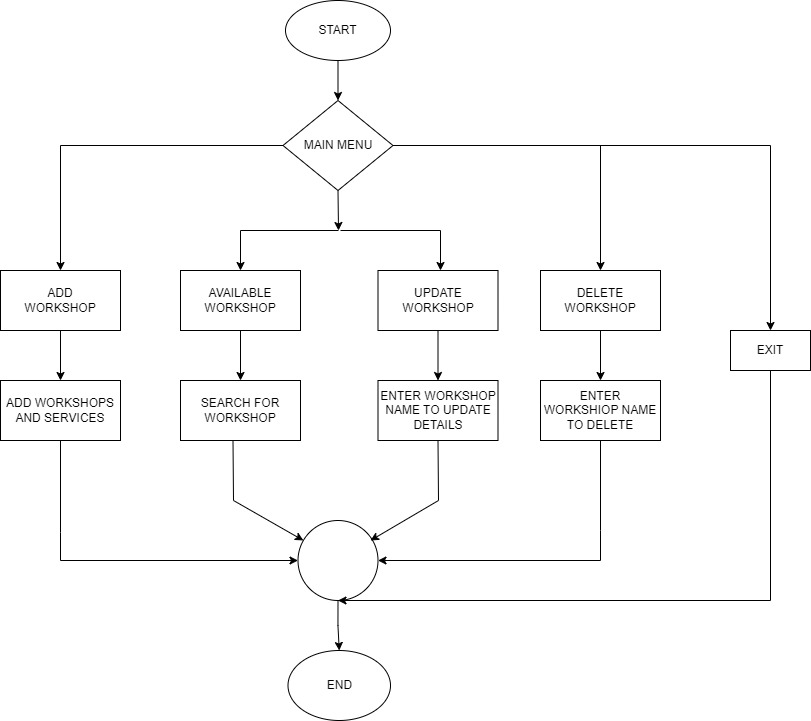 START
MAIN MENU
ADD
WORKSHOP
AVAILABLE
WORKSHOP
UPDATE
WORKSHOP
DELETE
WORKSHOP
EXIT
ADD WORKSHOPS
AND SERVICES
SEARCH FOR
WORKSHOP
ENTER WORKSHOP
NAME TO UPDATE
DETAILS
ENTER
WORKSHIOP NAME
TO DELETE
END